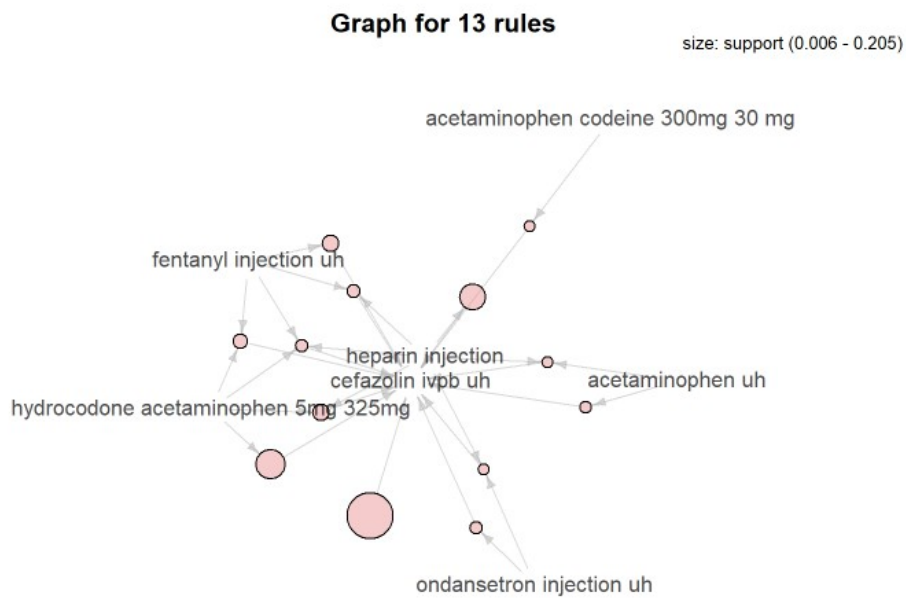 Graph for 13 rules
size: support (0.006 - 0.205)
acetaminophen codeine 300mg 30 mg
fentanyl injection uh
heparin injection
cefazolin ivpb uh
acetaminophen uh
hydrocodone acetaminophen 5mg 325mg
ondansetron injection uh